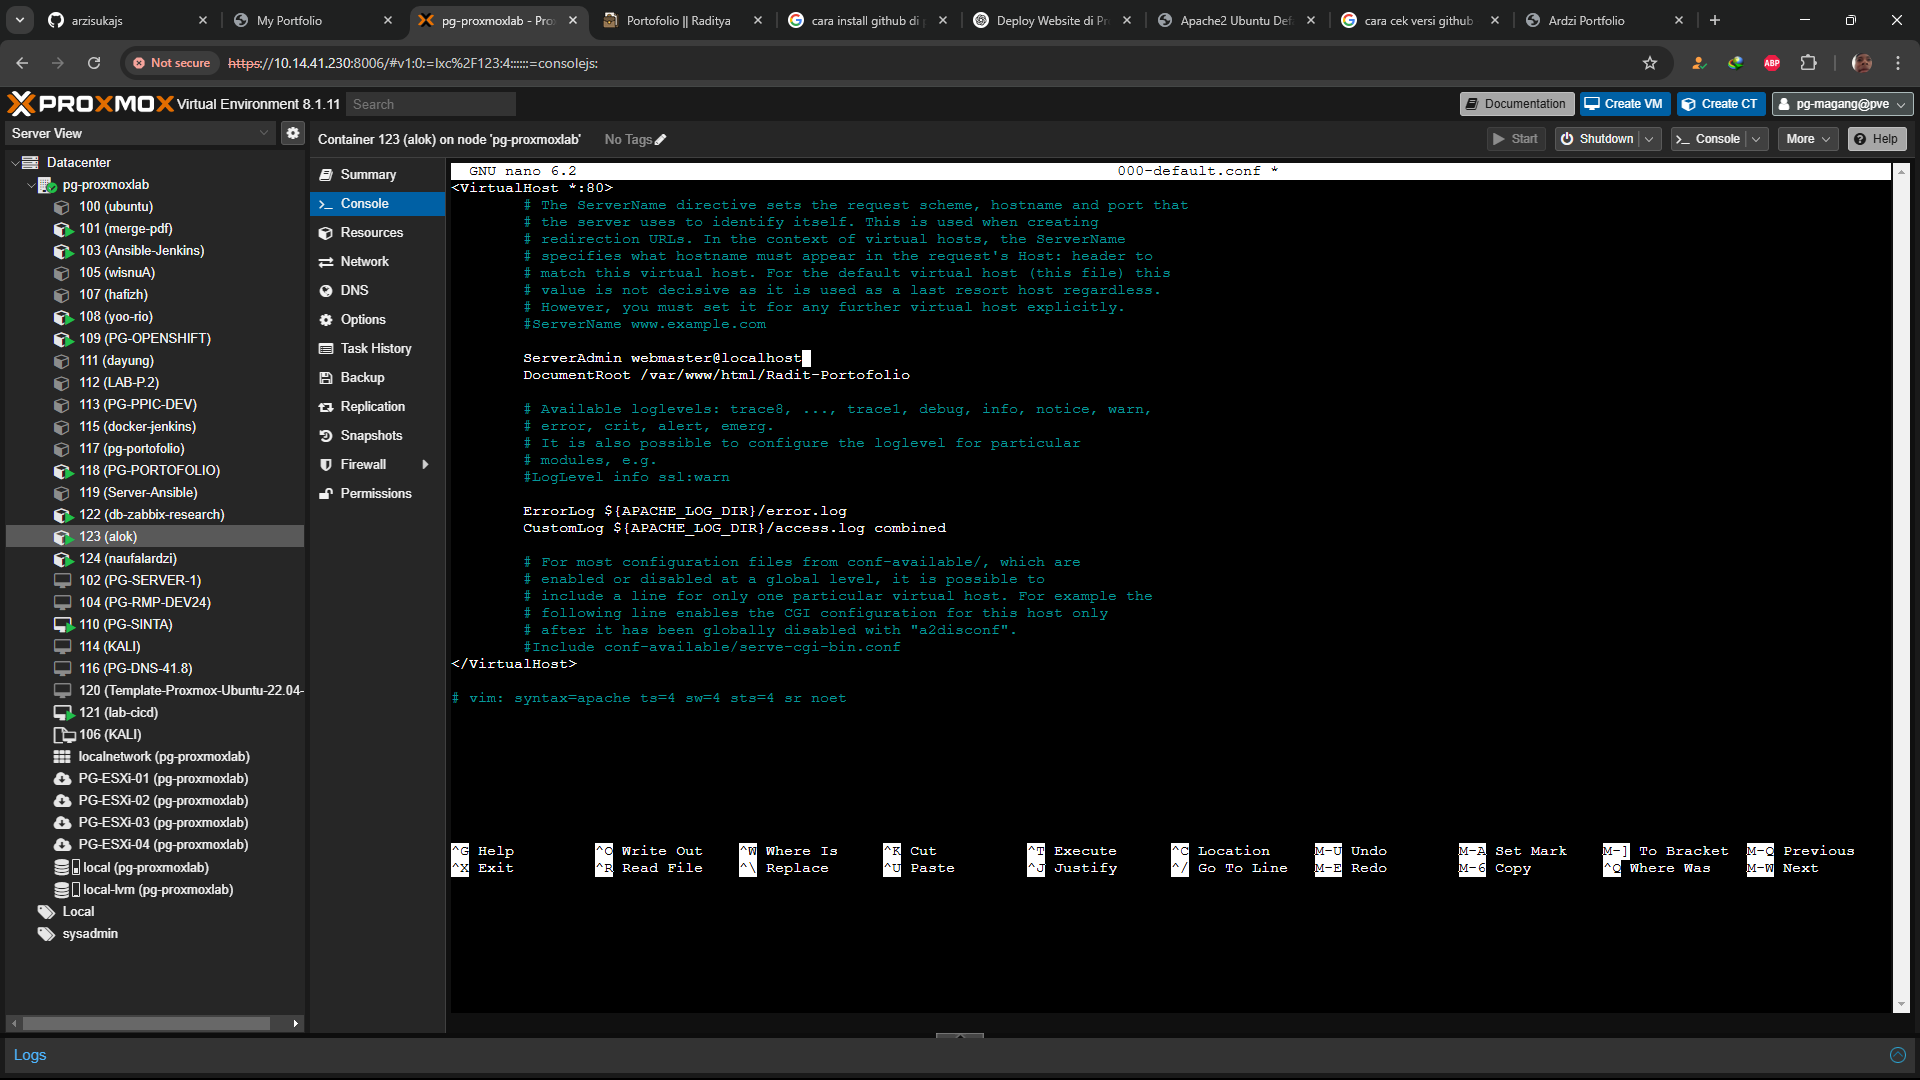 arzisukajs
My Portfolio
pg-proxmoxlab - Pro
Portofolio || Raditya
cara install github di
Deploy Website di Pr
Apache2 Ubuntu Def
cara cek versi github
Ardzi Portfolio
Not secure
https://10.14.41.230:8006/#v1:0:=lxc%2F123:4::::::=consolejs:
ABP
PROXMOX Virtual Environment 8.1.11
Search
Documentation
Create VM
Create CT
pg-magang@pve
Server View
Container 123 (alok) on node 'pg-proxmoxlab'
No Tags
Start
Shutdown
Console
More
Help
Datacenter
pg-proxmoxlab
100 (ubuntu)
101 (merge-pdf)
103 (Ansible-Jenkins)
105 (wisnuA)
107 (hafizh)
108 (yoo-rio)
109 (PG-OPENSHIFT)
111 (dayung)
112 (LAB-P.2)
113 (PG-PPIC-DEV)
115 (docker-jenkins)
117 (pg-portofolio)
118 (PG-PORTOFOLIO)
119 (Server-Ansible)
122 (db-zabbix-research)
123 (alok)
124 (naufalardzi)
102 (PG-SERVER-1)
104 (PG-RMP-DEV24)
110 (PG-SINTA)
114 (KALI)
116 (PG-DNS-41.8)
120 (Template-Proxmox-Ubuntu-22.04-
121 (lab-cicd)
106 (KALI)
localnetwork (pg-proxmoxlab)
PG-ESXi-01 (pg-proxmoxlab)
PG-ESXi-02 (pg-proxmoxlab)
PG-ESXi-03 (pg-proxmoxlab)
PG-ESXi-04 (pg-proxmoxlab)
local (pg-proxmoxlab)
local-lvm (pg-proxmoxlab)
Local
sysadmin
Summary
Console
Resources
Network
DNS
Options
Task History
Backup
Replication
Snapshots
Firewall
Permissions
GNU nano 6.2 000-default.conf *
<VirtualHost *:80>
# The ServerName directive sets the request scheme, hostname and port that
# the server uses to identify itself. This is used when creating
# redirection URLs. In the context of virtual hosts, the ServerName
# specifies what hostname must appear in the request's Host: header to
# match this virtual host. For the default virtual host (this file) this
# value is not decisive as it is used as a last resort host regardless.
# However, you must set it for any further virtual host explicitly.
#ServerName www.example.com
ServerAdmin webmaster@localhost
DocumentRoot /var/www/html/Radit-Portofolio
# Available loglevels: trace8, ..., trace1, debug, info, notice, warn,
# error, crit, alert, emerg.
# It is also possible to configure the loglevel for particular
# modules, e.g.
#LogLevel info ssl:warn
ErrorLog ${APACHE_LOG_DIR}/error.log
CustomLog ${APACHE_LOG_DIR}/access.log combined
# For most configuration files from conf-available/, which are
# enabled or disabled at a global level, it is possible to
# include a line for only one particular virtual host. For example the
# following line enables the CGI configuration for this host only
# after it has been globally disabled with "a2disconf".
#Include conf-available/serve-cgi-bin.conf
</VirtualHost>
# vim: syntax=apache ts=4 sw=4 sts=4 sr noet
^G Help ^O Write Out ^W Where Is ^K Cut ^T Execute ^C Location M-U Undo M-A Set Mark M-] To Bracket M-Q Previous
^X Exit ^R Read File ^\ Replace ^U Paste ^J Justify ^/ Go To Line M-E Redo M-6 Copy ^Q Where Was M-W Next
Logs